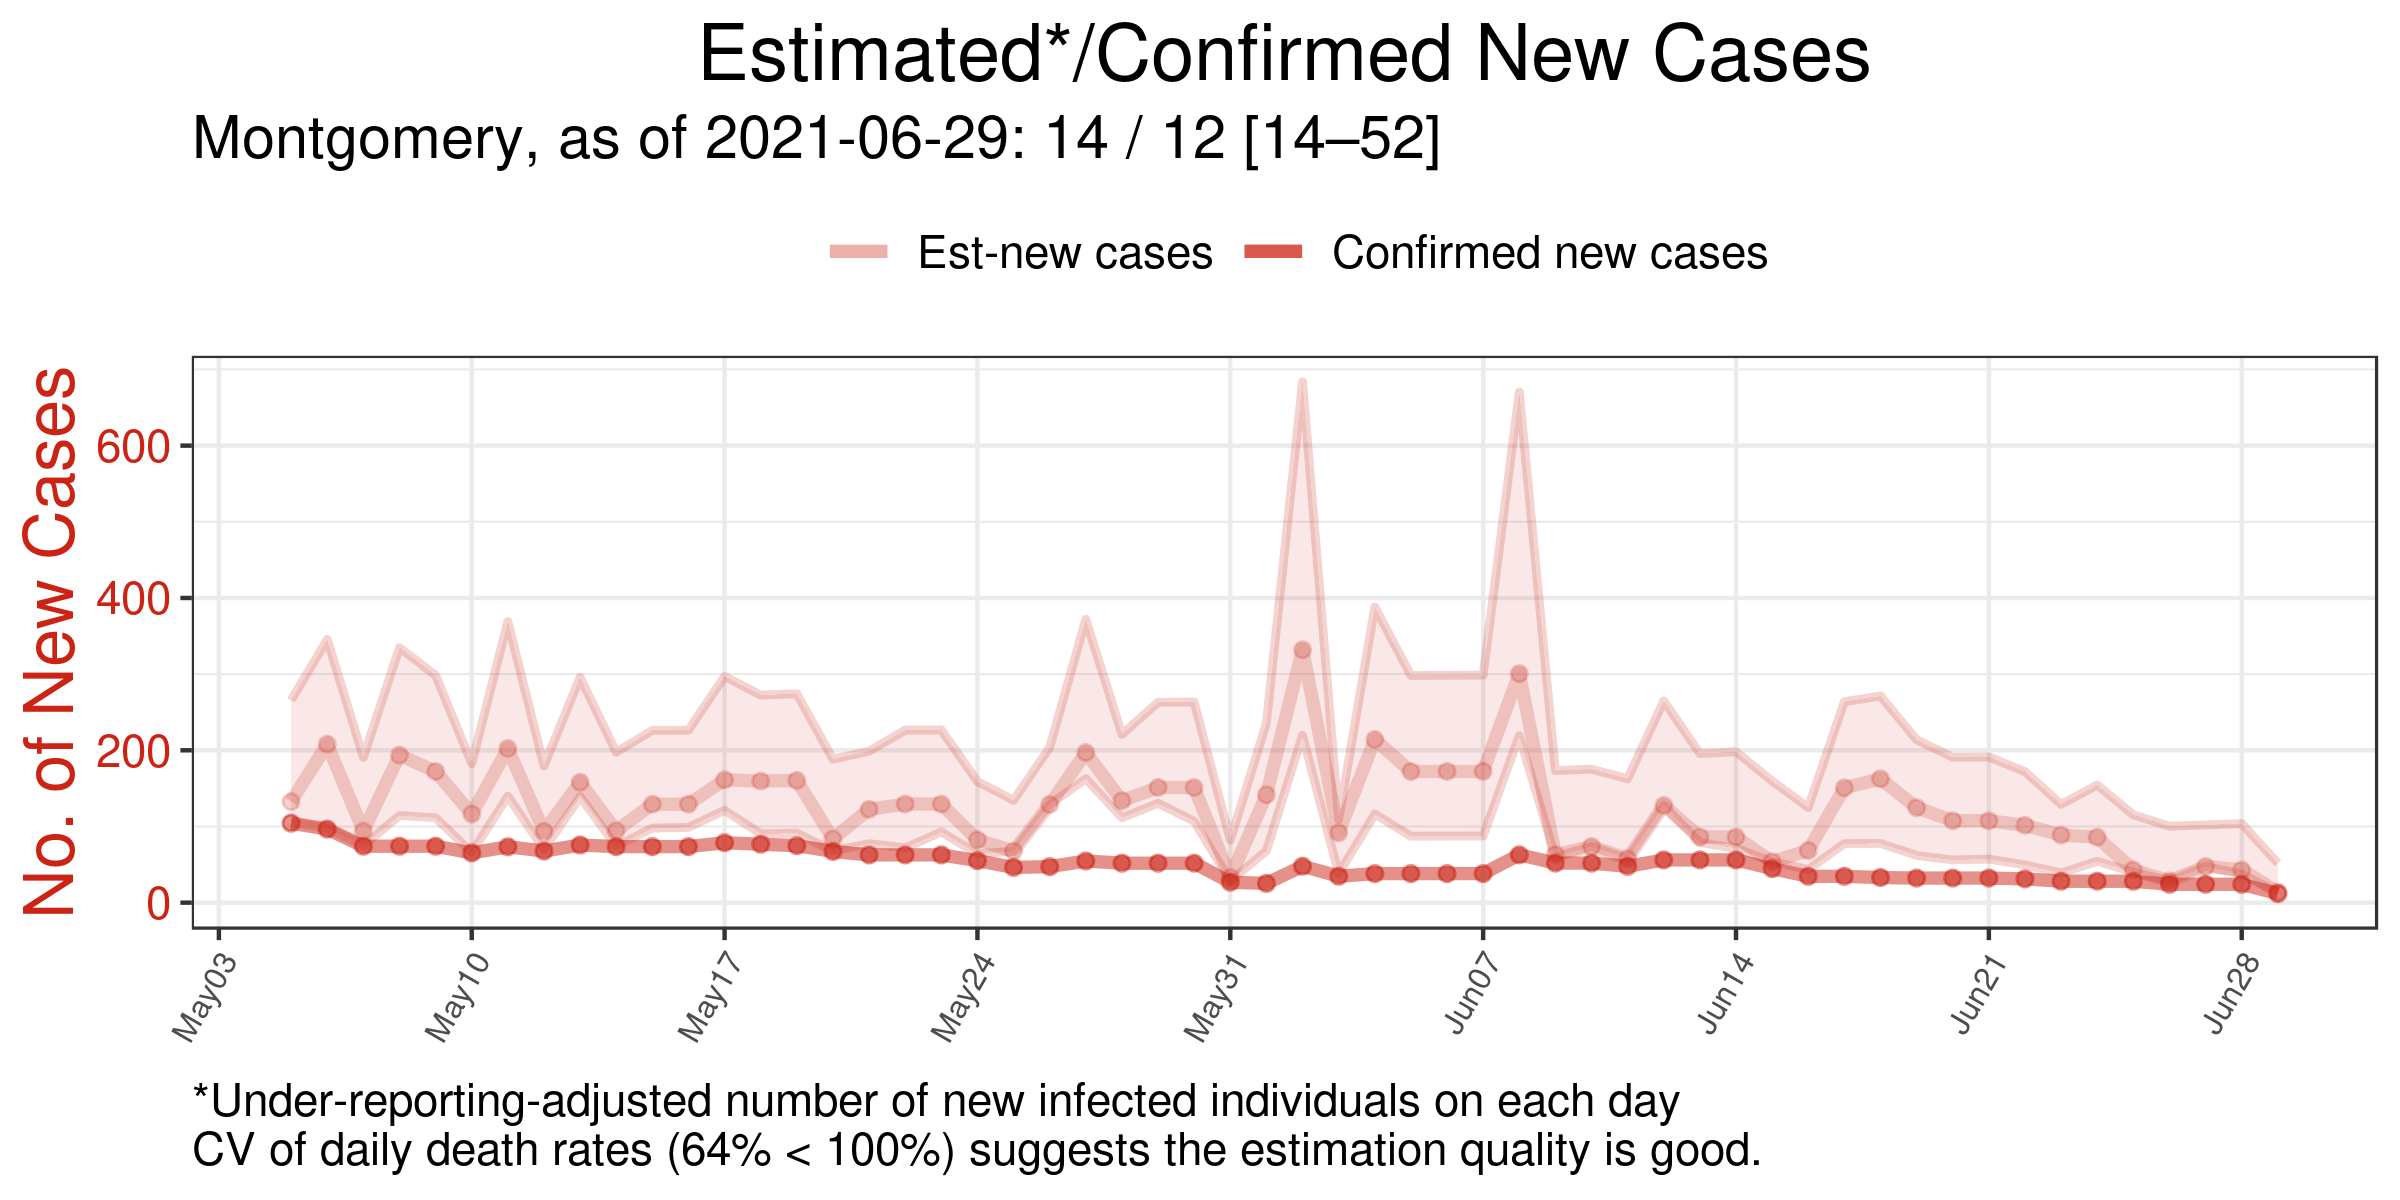 Estimated*/Confirmed New Cases
Montgomery, as of 2021-06-29: 14 / 12 [14–52]
Est-new cases
Confirmed new cases
No. of New Cases
600
400
200
0
May03
May10
May17
May24
May31
Jun07
Jun14
Jun21
Jun28
*Under-reporting-adjusted number of new infected individuals on each day
CV of daily death rates (64% < 100%) suggests the estimation quality is good.